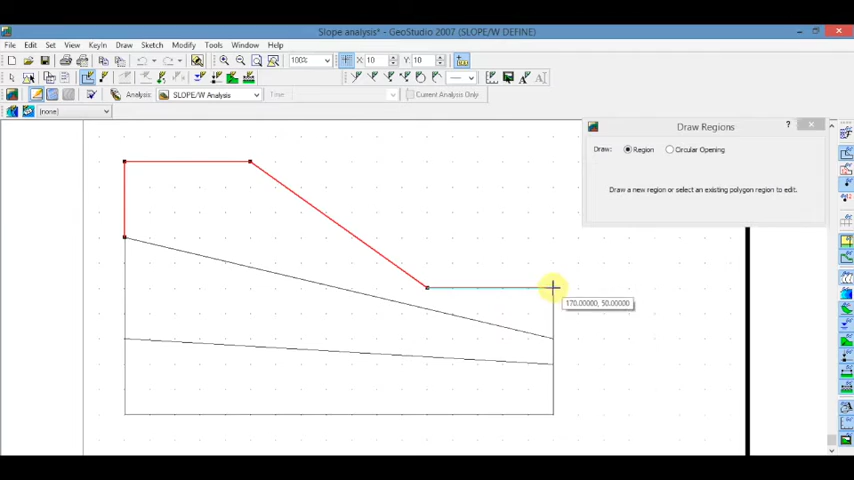 Slope analysis* - GeoStudio 2007 (SLOPE/W DEFINE)
File Edit Set View KeyIn Draw Sketch Modify Tools Window Help
100% X: 10 Y: 10
Analysis: SLOPE/W Analysis Time: Current Analysis Only
[none]
Draw Regions
Draw: Region Circular Opening
Draw a new region or select an existing polygon region to edit.
170.00000, 50.00000